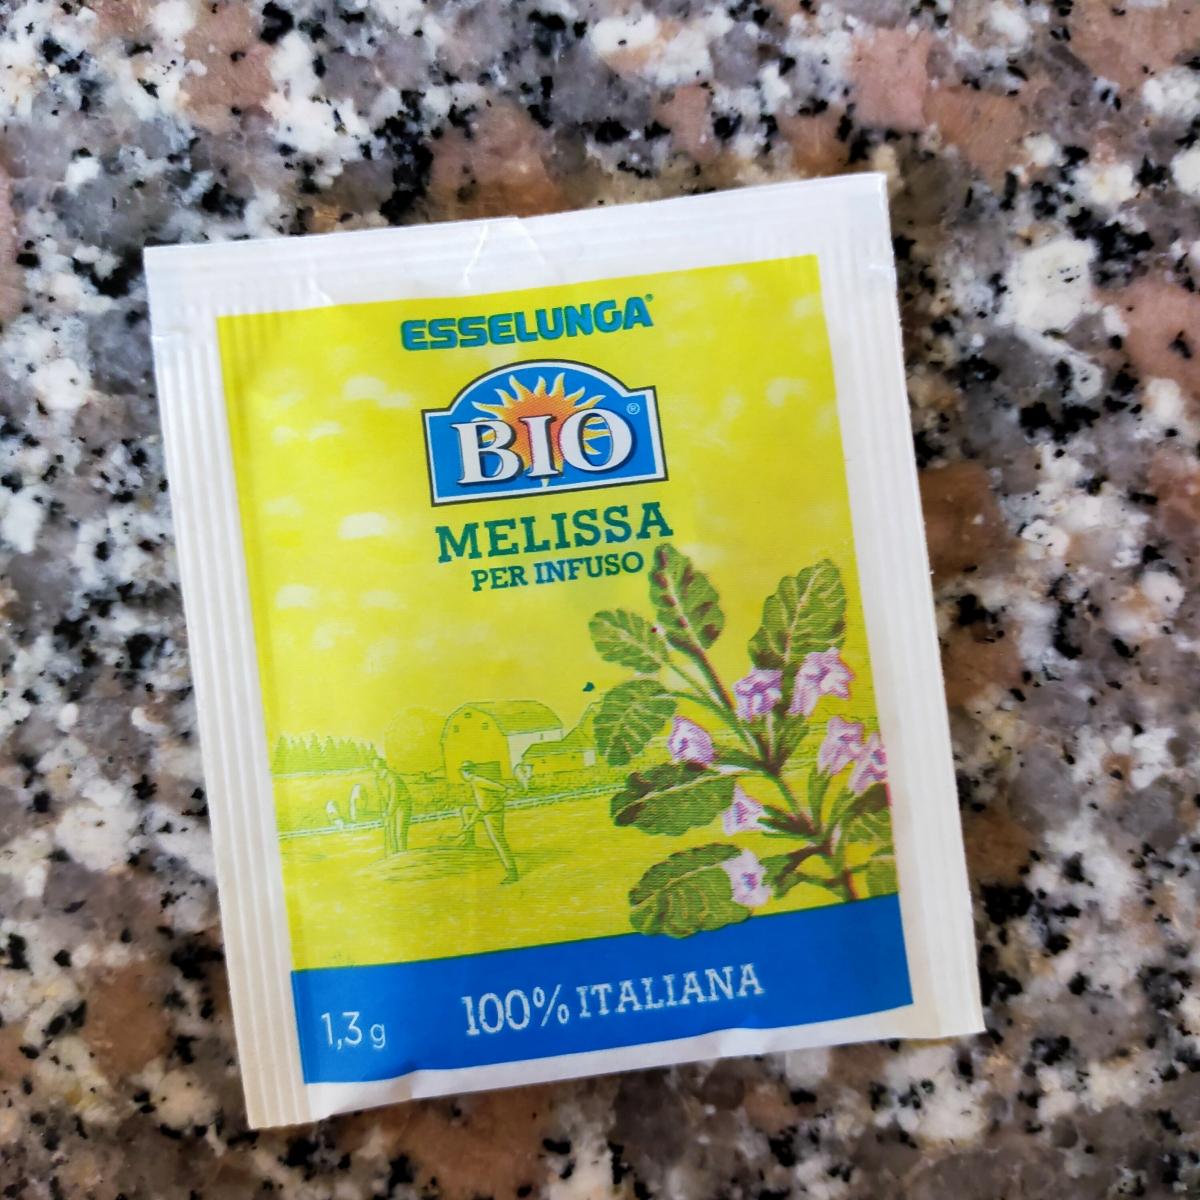 ESSELUNGA®
BIO®
MELISSA
PER INFUSO
100% ITALIANA
1,3 g